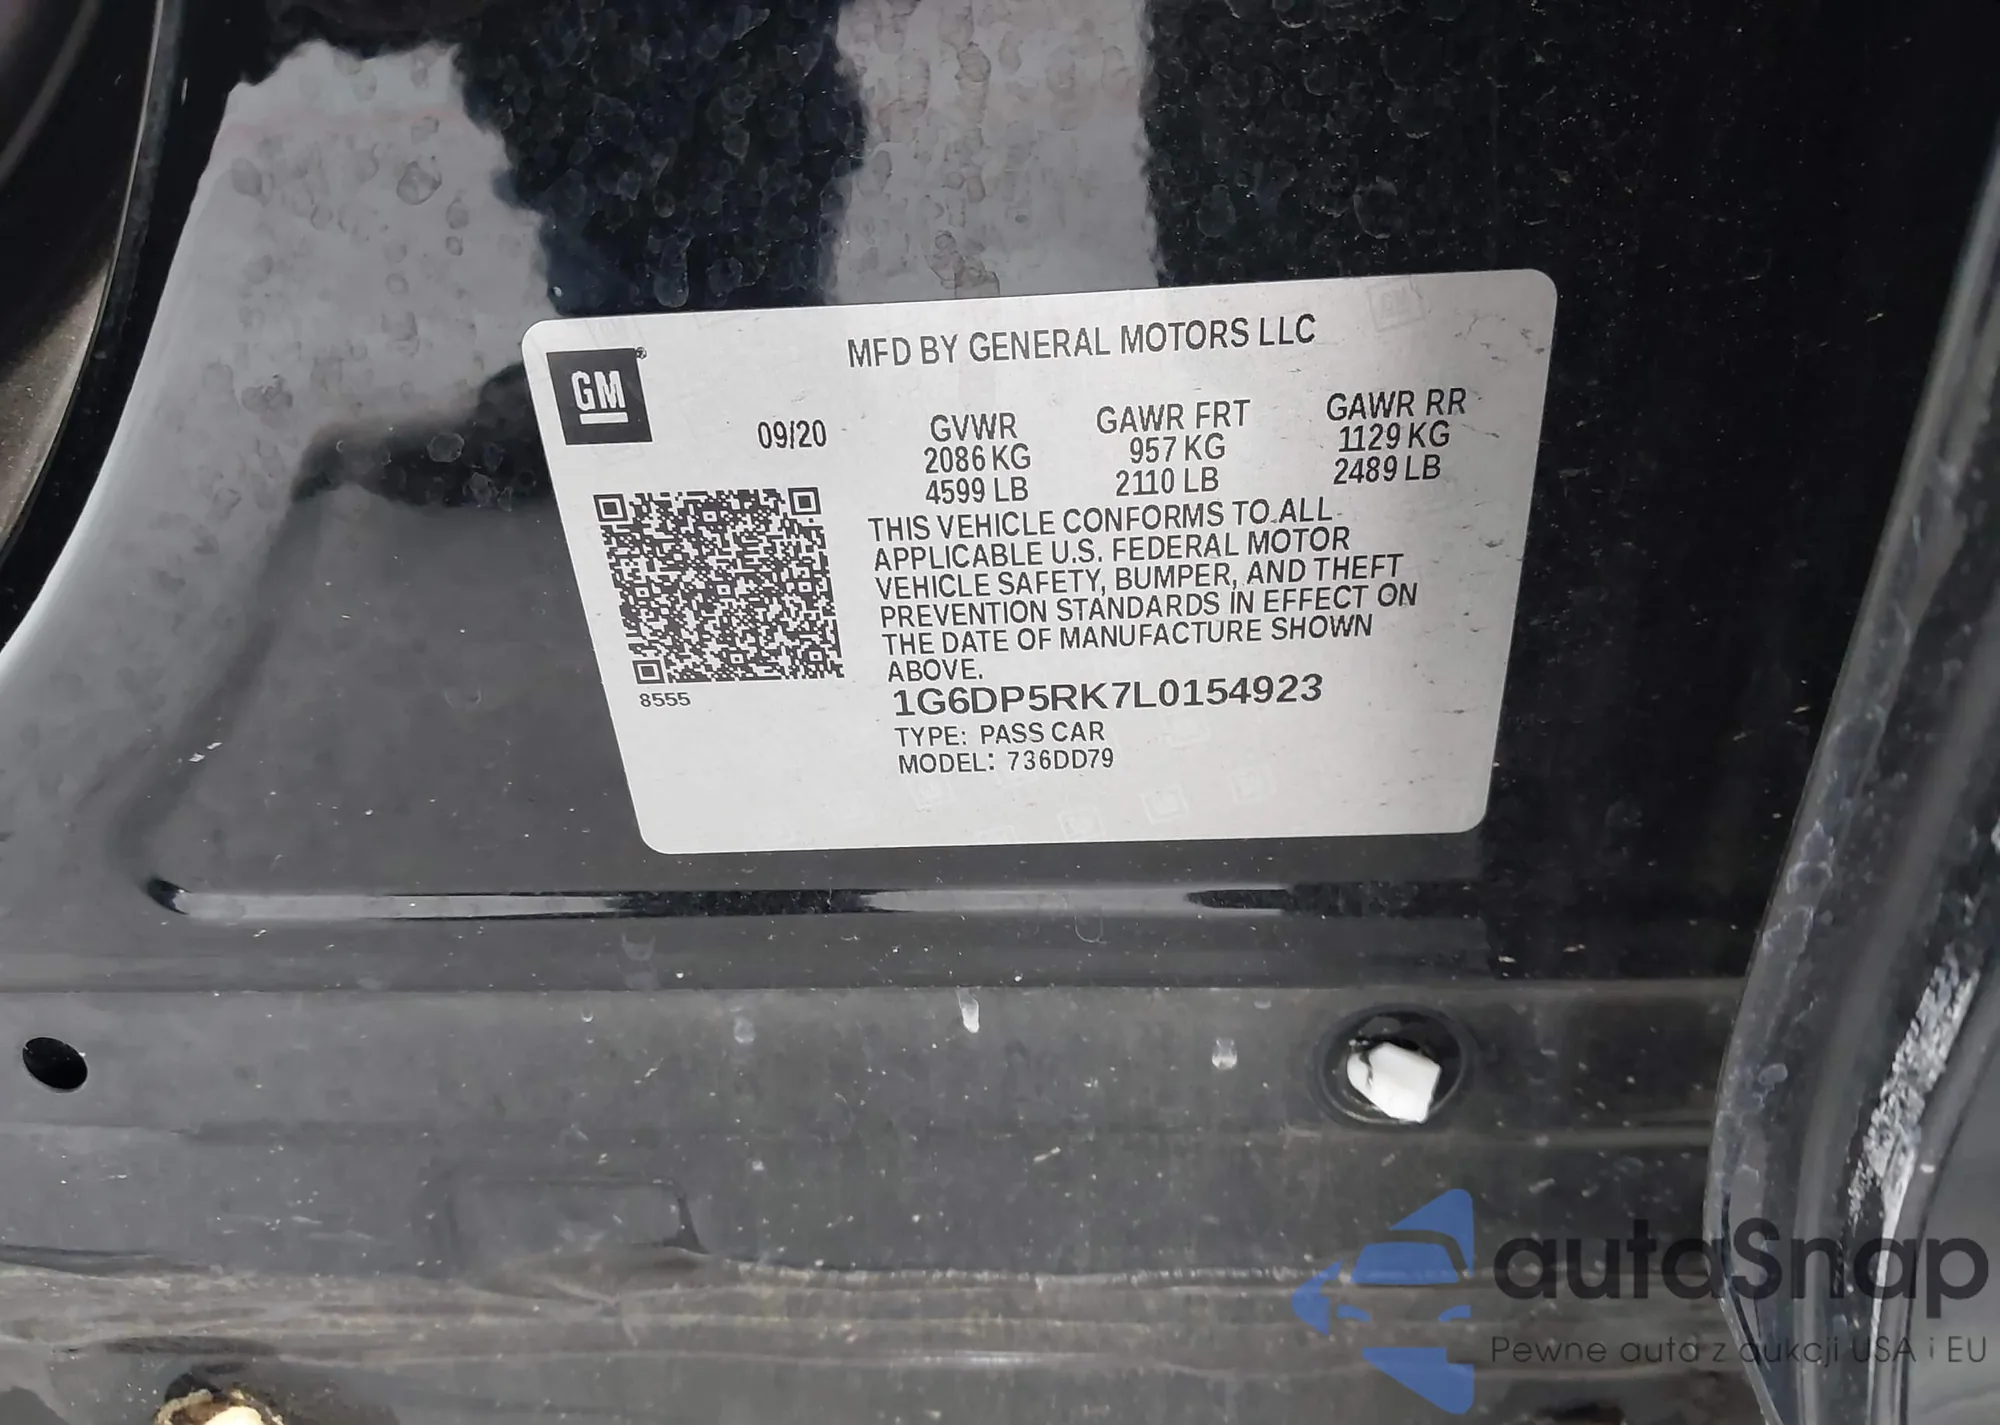 MFD BY GENERAL MOTORS LLC
GM
09/20
GVWR
2086 KG
4599 LB
GAWR FRT
957 KG
2110 LB
GAWR RR
1129 KG
2489 LB
THIS VEHICLE CONFORMS TO ALL
APPLICABLE U.S. FEDERAL MOTOR
VEHICLE SAFETY, BUMPER, AND THEFT
PREVENTION STANDARDS IN EFFECT ON
THE DATE OF MANUFACTURE SHOWN
ABOVE.
8555
1G6DP5RK7L0154923
TYPE: PASS CAR
MODEL: 736DD79
autaSnap
Pewne auta z aukcji USA i EU